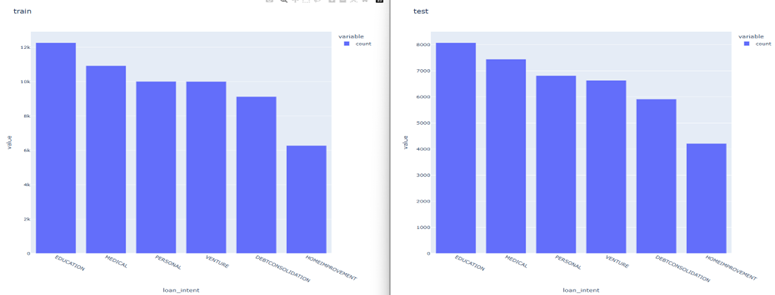 train
variable
count
12k
10k
8k
6k
4k
2k
0
value
EDUCATION
MEDICAL
PERSONAL
VENTURE
DEBTCONSOLIDATION
HOMEIMPROVEMENT
loan_intent
test
variable
count
8000
7000
6000
5000
4000
3000
2000
1000
0
value
EDUCATION
MEDICAL
PERSONAL
VENTURE
DEBTCONSOLIDATION
HOMEIMPROVEMENT
loan_intent